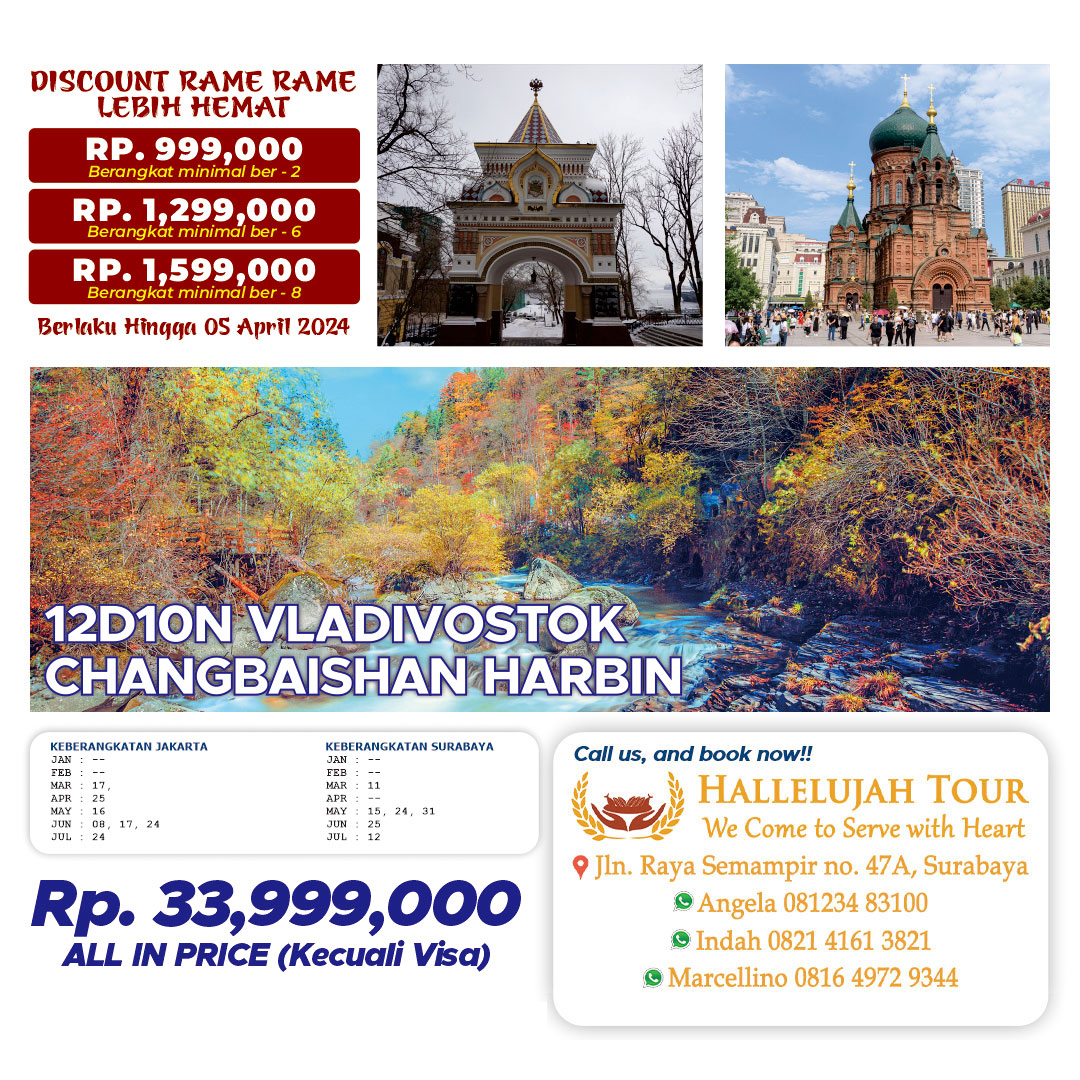 DISCOUNT RAME RAME
LEBIH HEMAT
RP. 999,000
Berangkat minimal ber - 2
RP. 1,299,000
Berangkat minimal ber - 6
RP. 1,599,000
Berangkat minimal ber - 8
Berlaku Hingga 05 April 2024
12D10N VLADIVOSTOK
CHANGBAISHAN HARBIN
KEBERANGKATAN JAKARTA
JAN : --
FEB : --
MAR : 17,
APR : 25
MAY : 16
JUN : 08, 17, 24
JUL : 24
KEBERANGKATAN SURABAYA
JAN : --
FEB : --
MAR : 11
APR : --
MAY : 15, 24, 31
JUN : 25
JUL : 12
Rp. 33,999,000
ALL IN PRICE (Kecuali Visa)
Call us, and book now!!
HALLELUJAH TOUR
We Come to Serve with Heart
Jln. Raya Semampir no. 47A, Surabaya
Angela 081234 83100
Indah 0821 4161 3821
Marcellino 0816 4972 9344